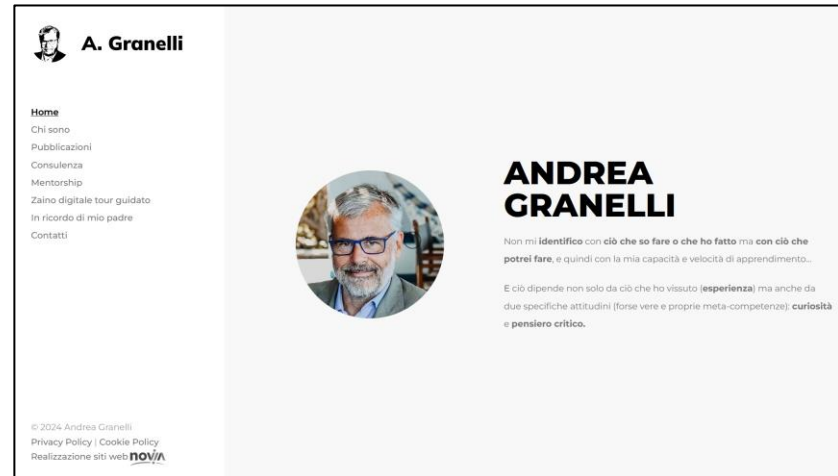 A. Granelli
Home
Chi sono
Pubblicazioni
Consulenza
Mentorship
Zaino digitale tour guidato
In ricordo di mio padre
Contatti
© 2024 Andrea Granelli
Privacy Policy | Cookie Policy
Realizzazione siti web novia
ANDREA
GRANELLI
Non mi identifico con ciò che so fare o che ho fatto ma con ciò che
potrei fare, e quindi con la mia capacità e velocità di apprendimento...
E ciò dipende non solo da ciò che ho vissuto (esperienza) ma anche da
due specifiche attitudini (forse vere e proprie meta-competenze): curiosità
e pensiero critico.